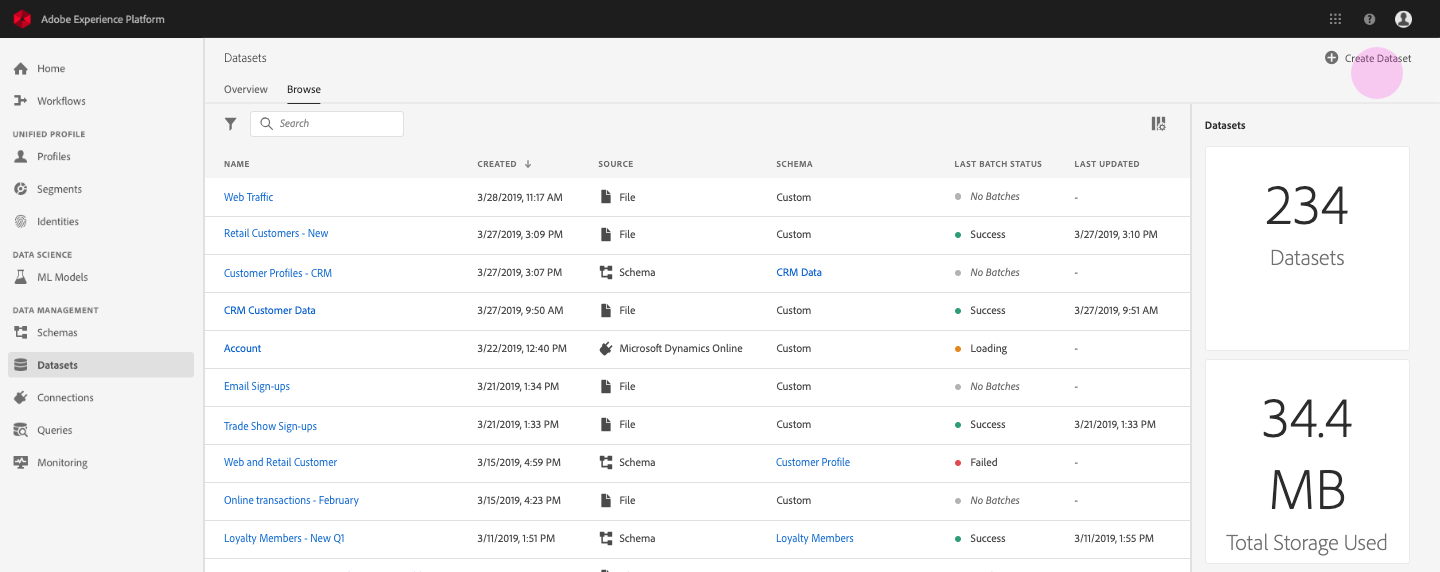 Adobe Experience Platform
Home
Workflows
UNIFIED PROFILE
Profiles
Segments
Identities
DATA SCIENCE
ML Models
DATA MANAGEMENT
Schemas
Datasets
Connections
Queries
Monitoring
Datasets
Create Dataset
Overview Browse
Search
NAME CREATED SOURCE SCHEMA LAST BATCH STATUS LAST UPDATED
Web Traffic 3/28/2019, 11:17 AM File Custom No Batches -
Retail Customers - New 3/27/2019, 3:09 PM File Custom Success 3/27/2019, 3:10 PM
Customer Profiles - CRM 3/27/2019, 3:07 PM Schema CRM Data No Batches -
CRM Customer Data 3/27/2019, 9:50 AM File Custom Success 3/27/2019, 9:51 AM
Account 3/22/2019, 12:40 PM Microsoft Dynamics Online Custom Loading -
Email Sign-ups 3/21/2019, 1:34 PM File Custom No Batches -
Trade Show Sign-ups 3/21/2019, 1:33 PM File Custom Success 3/21/2019, 1:33 PM
Web and Retail Customer 3/15/2019, 4:59 PM Schema Customer Profile Failed -
Online transactions - February 3/15/2019, 4:23 PM File Custom No Batches -
Loyalty Members - New Q1 3/11/2019, 1:51 PM Schema Loyalty Members Success 3/11/2019, 1:55 PM
Datasets
234
Datasets
34.4
MB
Total Storage Used